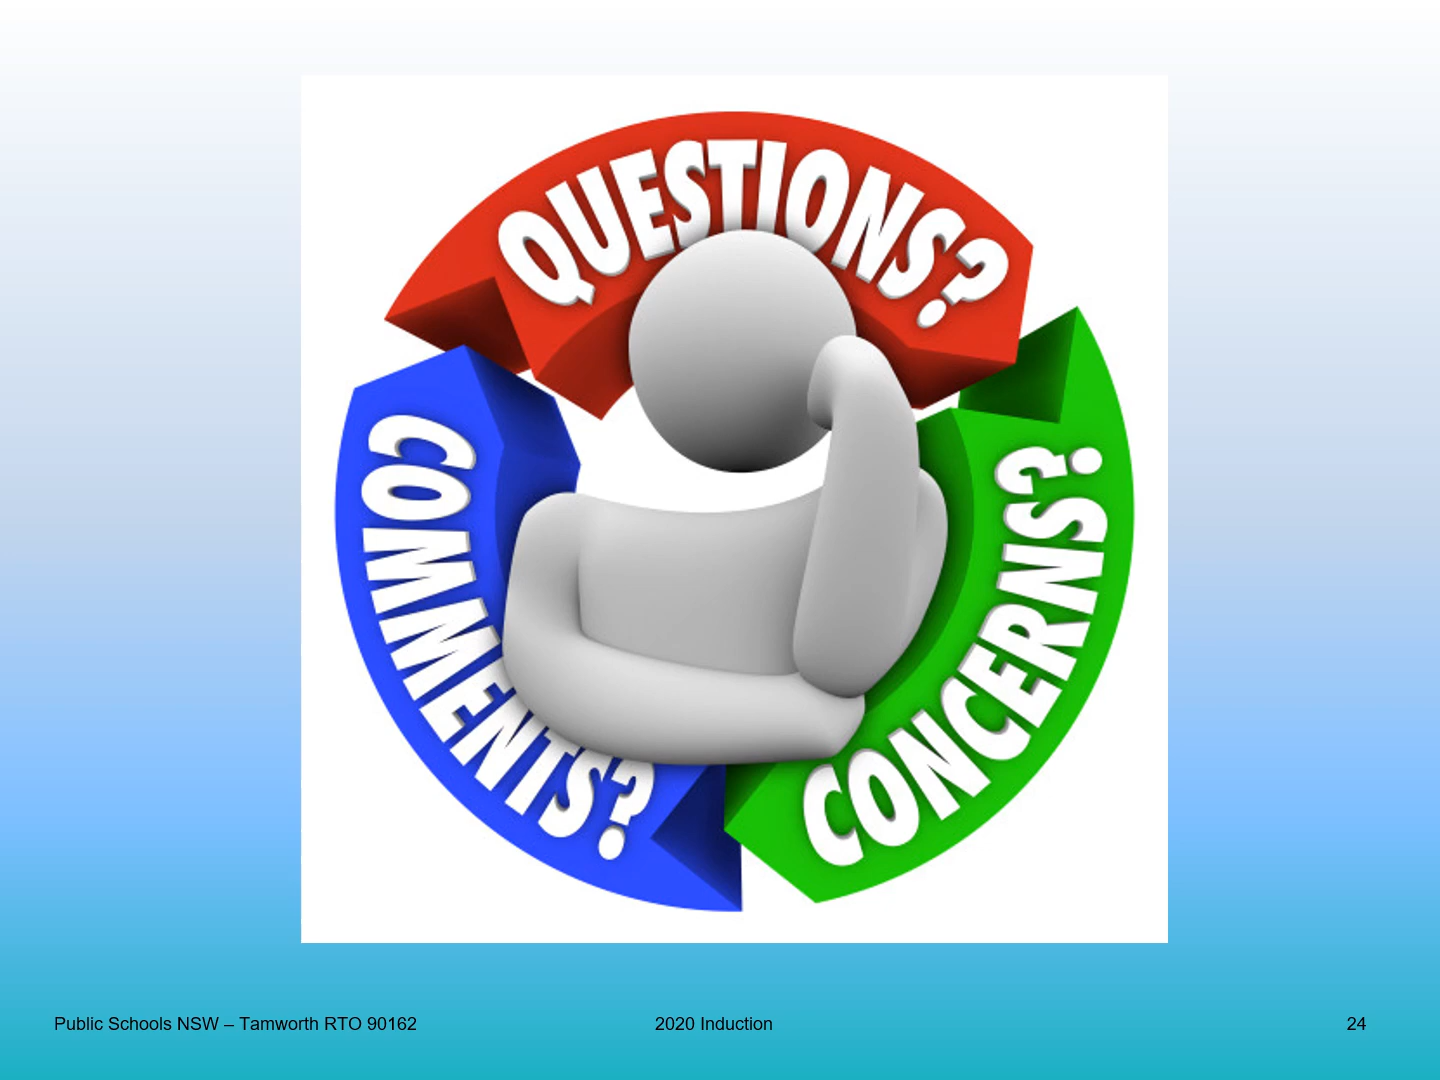 QUESTIONS?
COMMENTS?
CONCERNS?
Public Schools NSW – Tamworth RTO 90162
2020 Induction
24